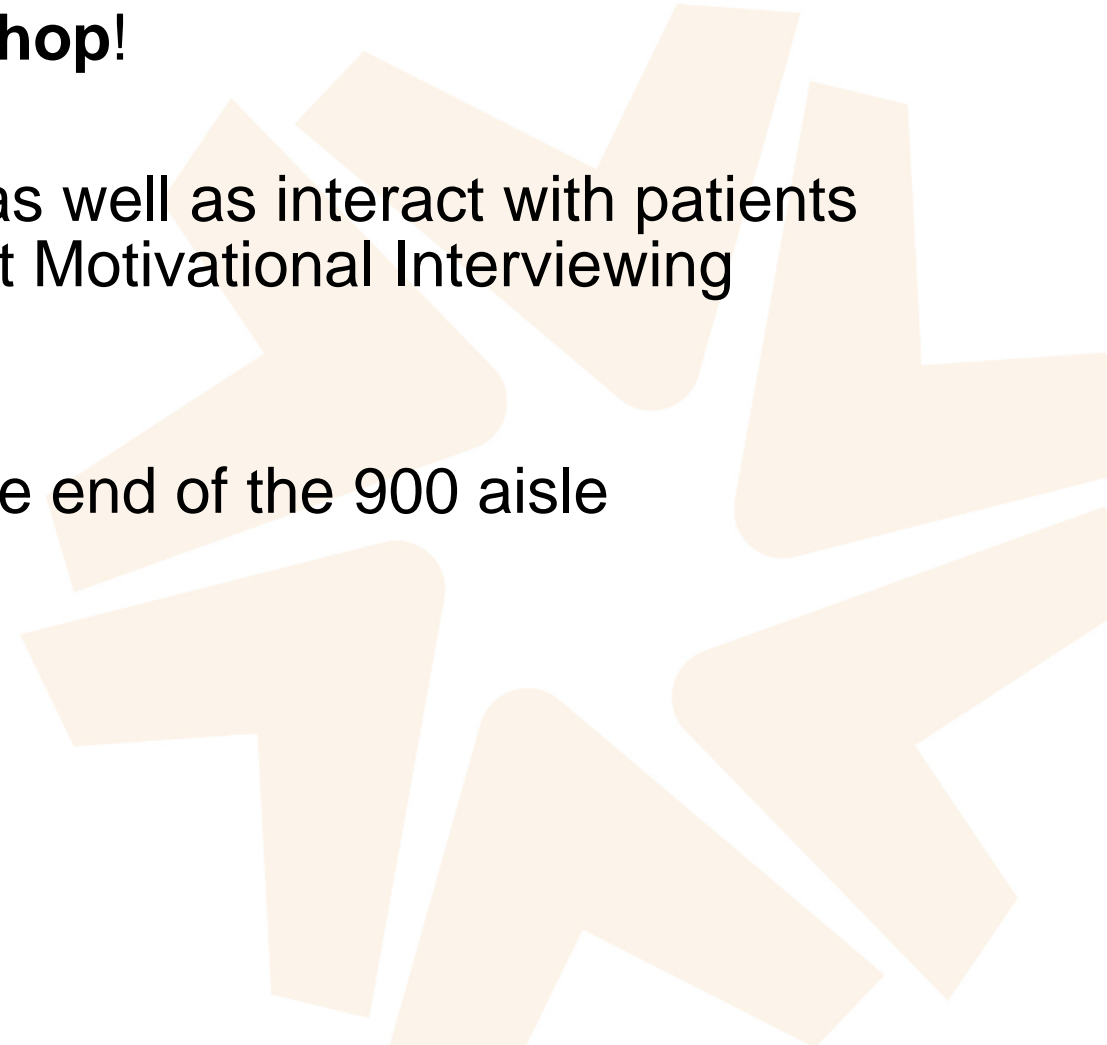 hop!
as well as interact with patients
t Motivational Interviewing
e end of the 900 aisle